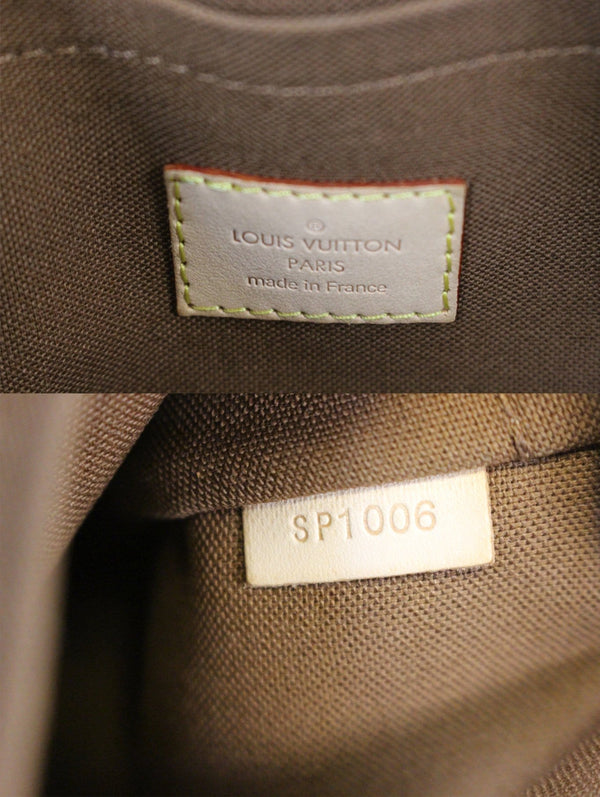 ®
LOUIS VUITTON
PARIS
made in France
SP1006